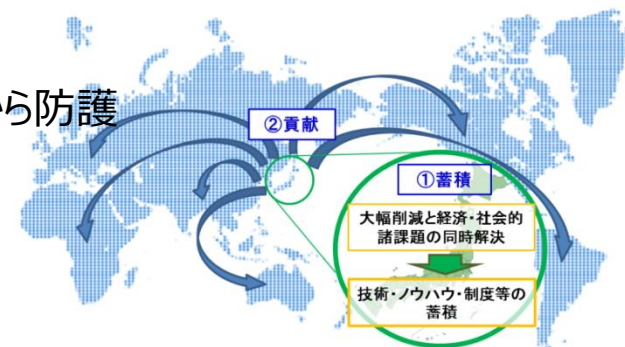 ら防護
②貢献
①蓄積
大幅削減と経済・社会的
諸課題の同時解決
技術・ノウハウ・制度等の
蓄積